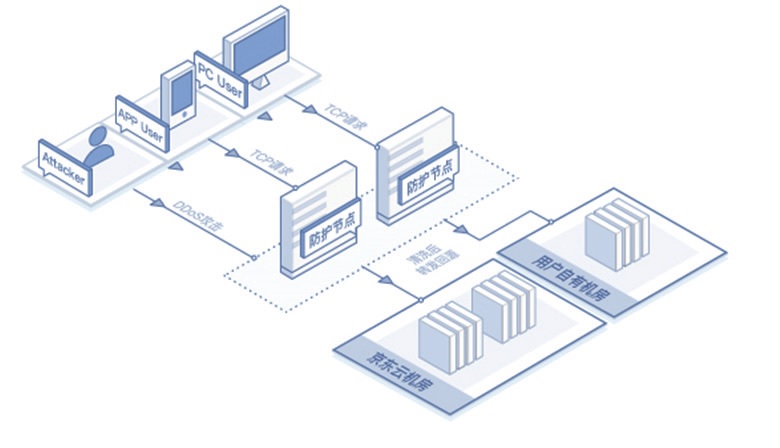 PC User
APP User
Attacker
TCP请求
TCP请求
DDoS攻击
防护节点
防护节点
清洗后
转发回源
用户自有机房
京东云机房